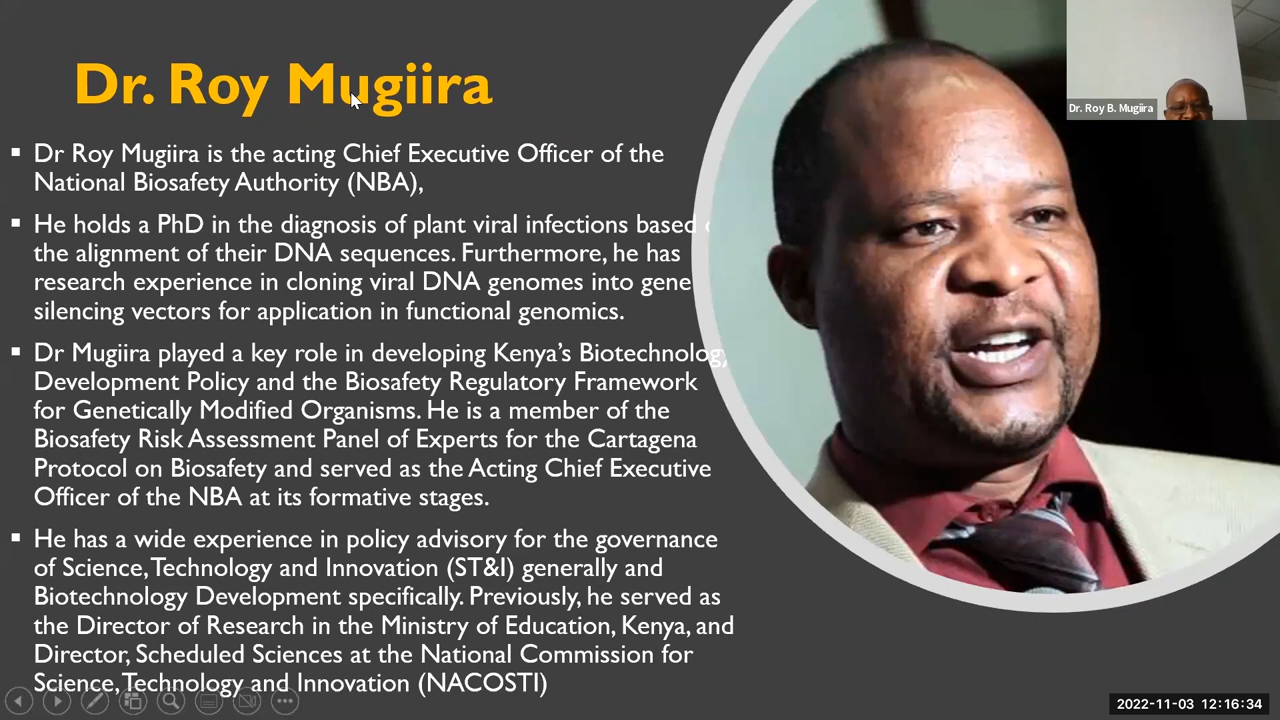 Dr. Roy Mugiira
Dr. Roy B. Mugiira
▪ Dr Roy Mugiira is the acting Chief Executive Officer of the
National Biosafety Authority (NBA),
▪ He holds a PhD in the diagnosis of plant viral infections based
the alignment of their DNA sequences. Furthermore, he has
research experience in cloning viral DNA genomes into gene
silencing vectors for application in functional genomics.
▪ Dr Mugiira played a key role in developing Kenya's Biotechnology
Development Policy and the Biosafety Regulatory Framework
for Genetically Modified Organisms. He is a member of the
Biosafety Risk Assessment Panel of Experts for the Cartagena
Protocol on Biosafety and served as the Acting Chief Executive
Officer of the NBA at its formative stages.
▪ He has a wide experience in policy advisory for the governance
of Science, Technology and Innovation (ST&I) generally and
Biotechnology Development specifically. Previously, he served as
the Director of Research in the Ministry of Education, Kenya, and
Director, Scheduled Sciences at the National Commission for
Science, Technology and Innovation (NACOSTI)
2022-11-03 12:16:34